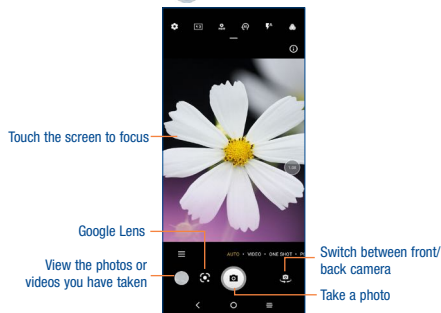 Touch the screen to focus
Google Lens
View the photos or
videos you have taken
AUTO • VIDEO • ONE SHOT • PO
Switch between front/
back camera
Take a photo